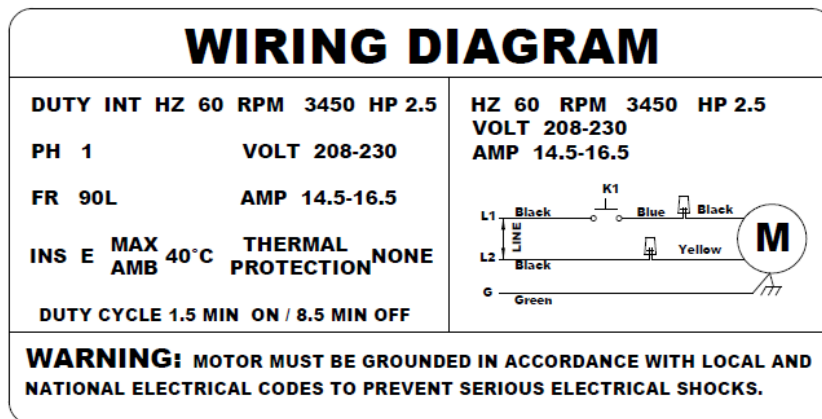 WIRING DIAGRAM
DUTY INT HZ 60 RPM 3450 HP 2.5
PH 1 VOLT 208-230
FR 90L AMP 14.5-16.5
INS E MAX AMB 40°C THERMAL PROTECTION NONE
DUTY CYCLE 1.5 MIN ON / 8.5 MIN OFF
HZ 60 RPM 3450 HP 2.5
VOLT 208-230
AMP 14.5-16.5
K1
L1 Black Blue Black
LINE
M
L2 Black Yellow
G Green
WARNING: MOTOR MUST BE GROUNDED IN ACCORDANCE WITH LOCAL AND
NATIONAL ELECTRICAL CODES TO PREVENT SERIOUS ELECTRICAL SHOCKS.